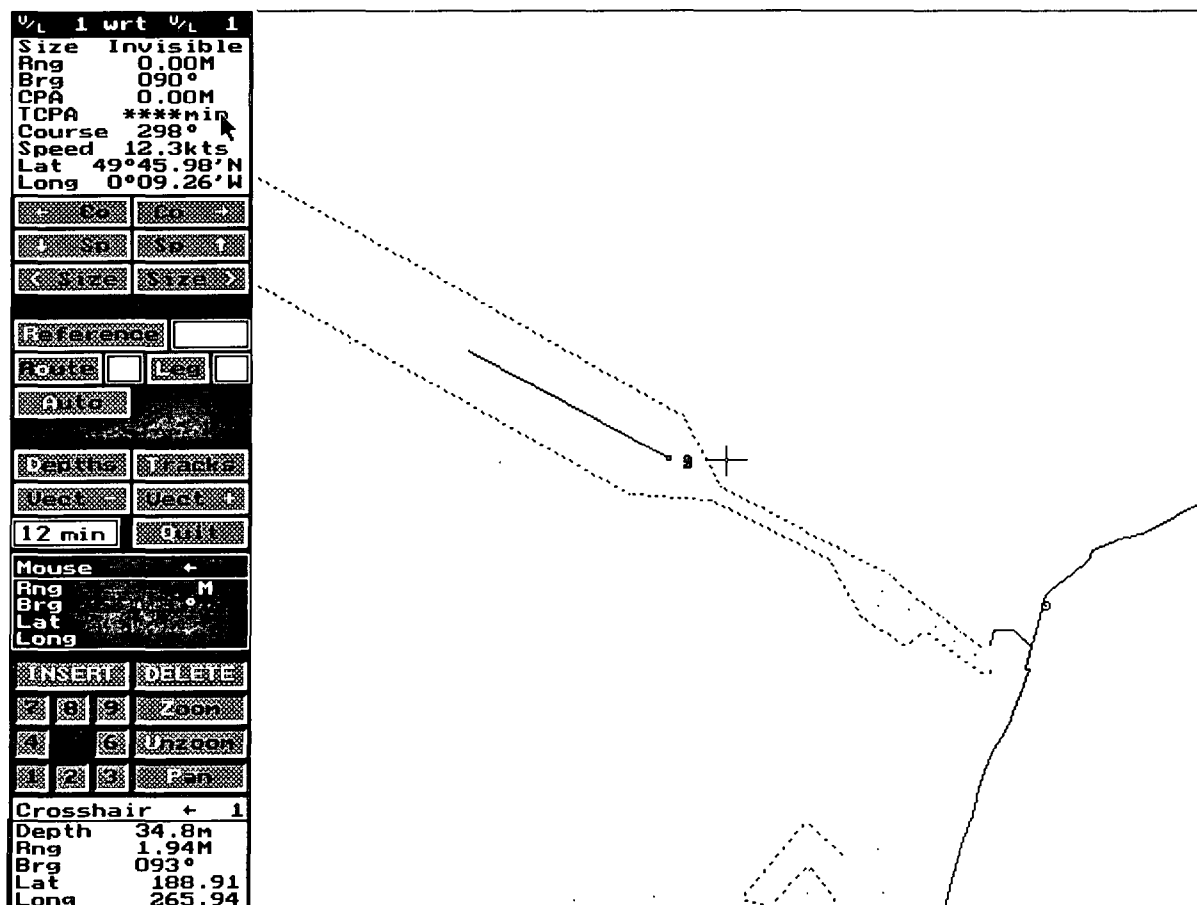 V/L 1 wrt V/L 1
Size Invisible
Rng 0.00M
Brg 090°
CPA 0.00M
TCPA ****min
Course 298°
Speed 12.3kts
Lat 49°45.98'N
Long 0°09.26'W
← Co Co →
↓ Sp Sp ↑
< Size Size >
Reference
Route Leg
Auto
Depths Tracks
Vect - Vect +
12 min Quit
Mouse ←
Rng M
Brg °
Lat
Long
INSERT DELETE
7 8 9 Zoom
4 6 Unzoom
1 2 3 Pan
Crosshair ← 1
Depth 34.8m
Rng 1.94M
Brg 093°
Lat 188.91
Long 265.94